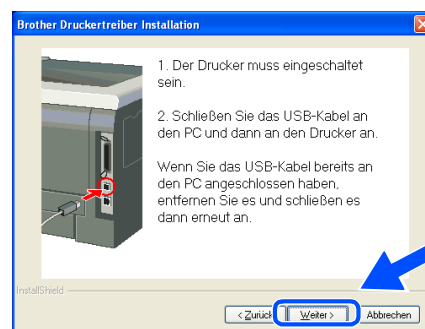 Brother Druckertreiber Installation
1. Der Drucker muss eingeschaltet
sein.
2. Schließen Sie das USB-Kabel an
den PC und dann an den Drucker an.
Wenn Sie das USB-Kabel bereits an
den PC angeschlossen haben,
entfernen Sie es und schließen es
dann erneut an.
InstallShield
< Zurück Weiter > Abbrechen